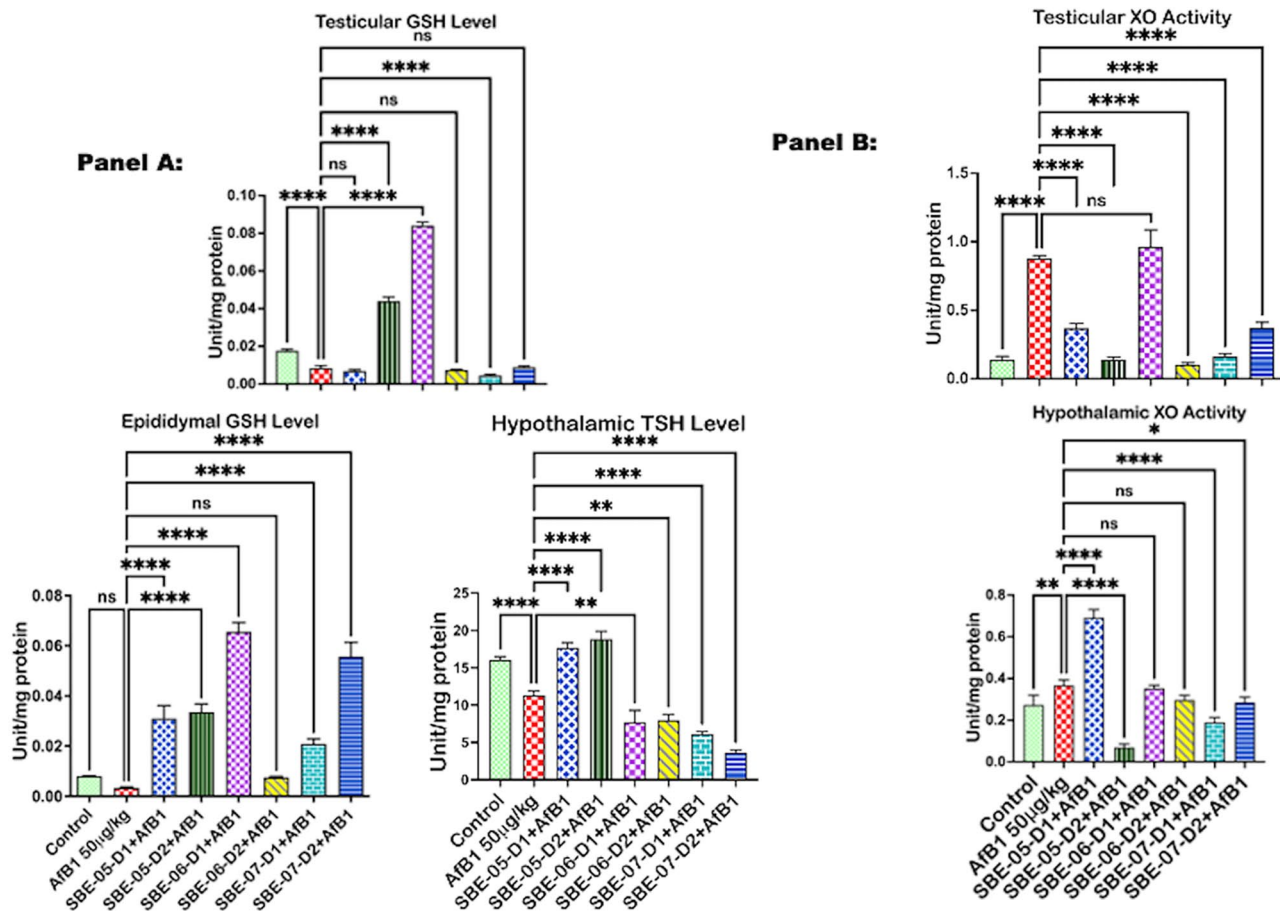 Testicular GSH Level
ns
****
ns
****
ns
**** ****
Panel A:
Unit/mg protein
0.10
0.08
0.06
0.04
0.02
0.00
Testicular XO Activity
****
****
****
****
****
**** ns
Panel B:
Unit/mg protein
1.5
1.0
0.5
0.0
Epididymal GSH Level
****
****
ns
****
****
ns ****
Unit/mg protein
0.08
0.06
0.04
0.02
0.00
Control
AfB1 50µg/kg
SBE-05-D1+AfB1
SBE-05-D2+AfB1
SBE-06-D1+AfB1
SBE-06-D2+AfB1
SBE-07-D1+AfB1
SBE-07-D2+AfB1
Hypothalamic TSH Level
****
****
**
****
****
**** **
Unit/mg protein
25
20
15
10
5
0
Control
AfB1 50µg/kg
SBE-05-D1+AfB1
SBE-05-D2+AfB1
SBE-06-D1+AfB1
SBE-06-D2+AfB1
SBE-07-D1+AfB1
SBE-07-D2+AfB1
Hypothalamic XO Activity
*
****
ns
ns
****
** ****
Unit/mg protein
0.8
0.6
0.4
0.2
0.0
Control
AfB1 50µg/kg
SBE-05-D1+AfB1
SBE-05-D2+AfB1
SBE-06-D1+AfB1
SBE-06-D2+AfB1
SBE-07-D1+AfB1
SBE-07-D2+AfB1